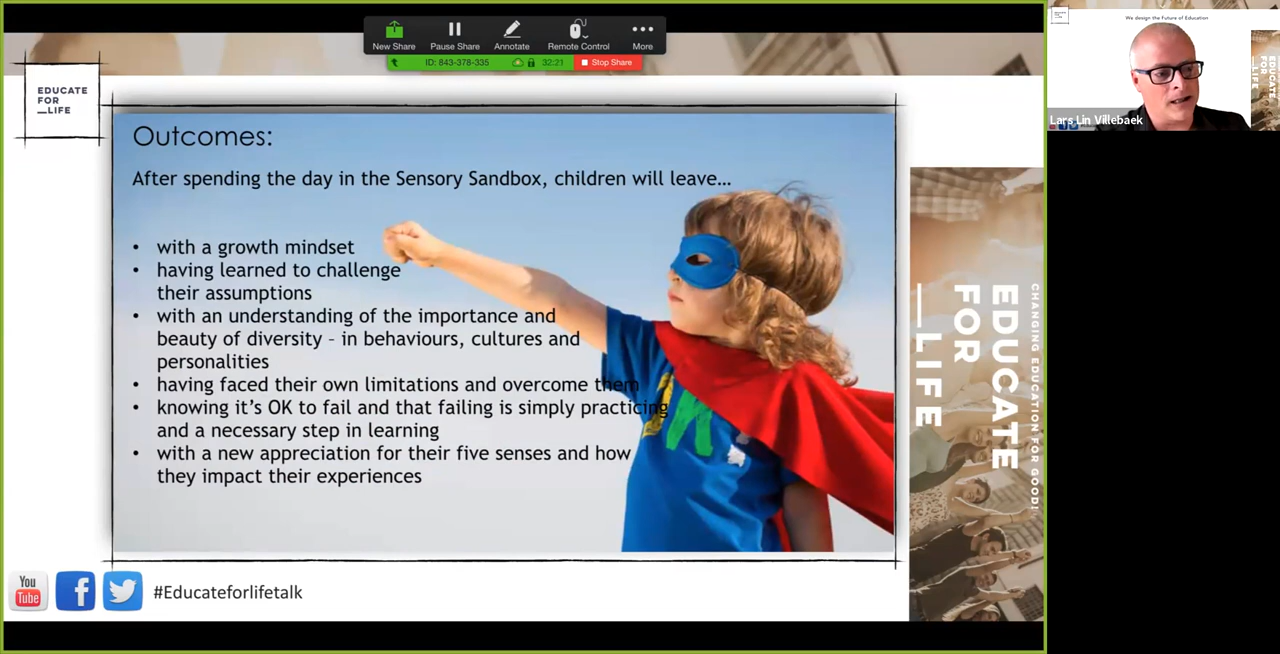 New Share
Pause Share
Annotate
Remote Control
More
ID: 843-378-335
32:21
Stop Share
EDUCATE
FOR
__LIFE
Outcomes:
After spending the day in the Sensory Sandbox, children will leave…
• with a growth mindset
• having learned to challenge
their assumptions
• with an understanding of the importance and
beauty of diversity – in behaviours, cultures and
personalities
• having faced their own limitations and overcome them
• knowing it's OK to fail and that failing is simply practicing
and a necessary step in learning
• with a new appreciation for their five senses and how
they impact their experiences
You
Tube
f
#Educateforlifetalk
CHANGING EDUCATION FOR GOOD!
EDUCATE
FOR
__LIFE
We design the Future of Education
EDUCATE
FOR
__LIFE
Lars Lin Villebaek